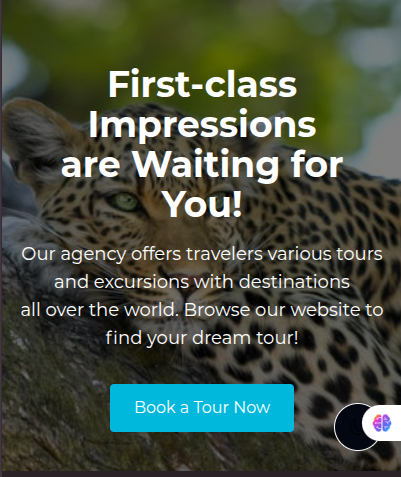 First-class
Impressions
are Waiting for
You!
Our agency offers travelers various tours
and excursions with destinations
all over the world. Browse our website to
find your dream tour!
Book a Tour Now